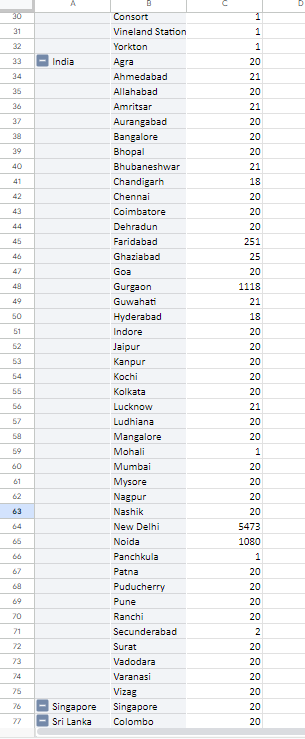 A B C D
30 Consort 1
31 Vineland Station 1
32 Yorkton 1
33 India Agra 20
34 Ahmedabad 21
35 Allahabad 20
36 Amritsar 21
37 Aurangabad 20
38 Bangalore 20
39 Bhopal 20
40 Bhubaneshwar 21
41 Chandigarh 18
42 Chennai 20
43 Coimbatore 20
44 Dehradun 20
45 Faridabad 251
46 Ghaziabad 25
47 Goa 20
48 Gurgaon 1118
49 Guwahati 21
50 Hyderabad 18
51 Indore 20
52 Jaipur 20
53 Kanpur 20
54 Kochi 20
55 Kolkata 20
56 Lucknow 21
57 Ludhiana 20
58 Mangalore 20
59 Mohali 1
60 Mumbai 20
61 Mysore 20
62 Nagpur 20
63 Nashik 20
64 New Delhi 5473
65 Noida 1080
66 Panchkula 1
67 Patna 20
68 Puducherry 20
69 Pune 20
70 Ranchi 20
71 Secunderabad 2
72 Surat 20
73 Vadodara 20
74 Varanasi 20
75 Vizag 20
76 Singapore Singapore 20
77 Sri Lanka Colombo 20